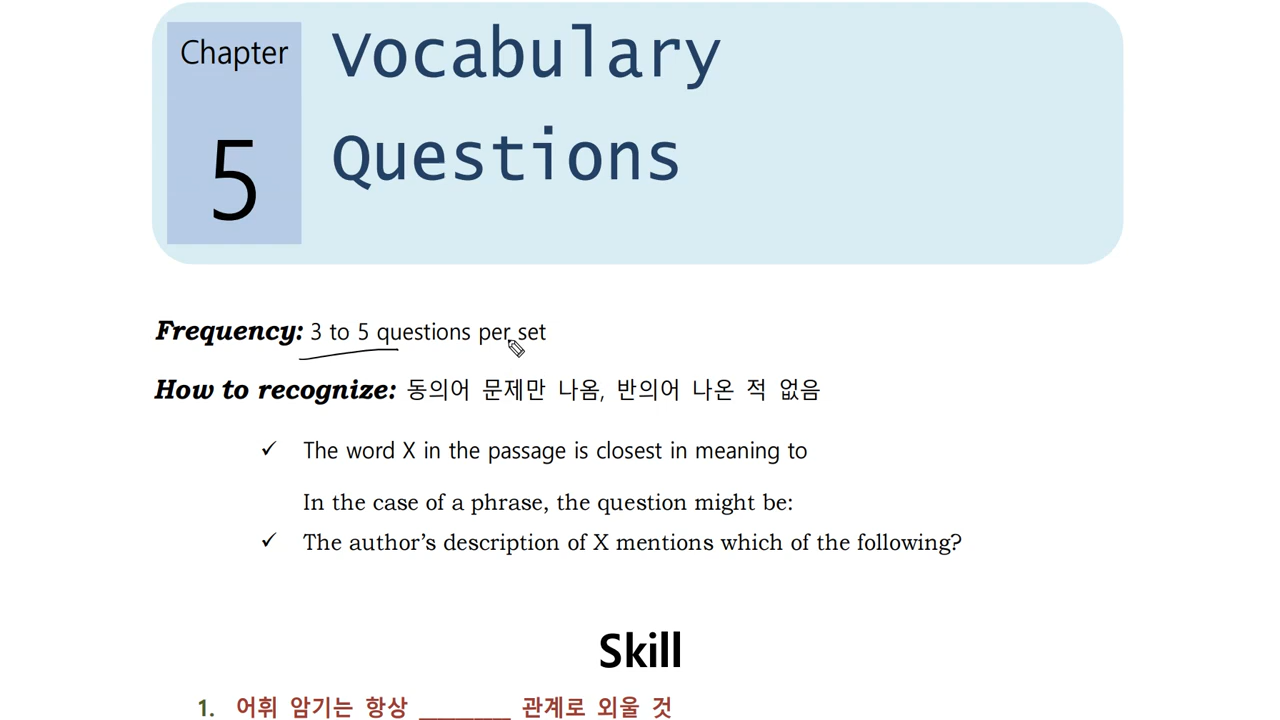 Chapter
5
Vocabulary
Questions
Frequency: 3 to 5 questions per set
How to recognize: 동의어 문제만 나옴, 반의어 나온 적 없음
✓ The word X in the passage is closest in meaning to
In the case of a phrase, the question might be:
✓ The author’s description of X mentions which of the following?
Skill
1. 어휘 암기는 항상 ________ 관계로 외울 것